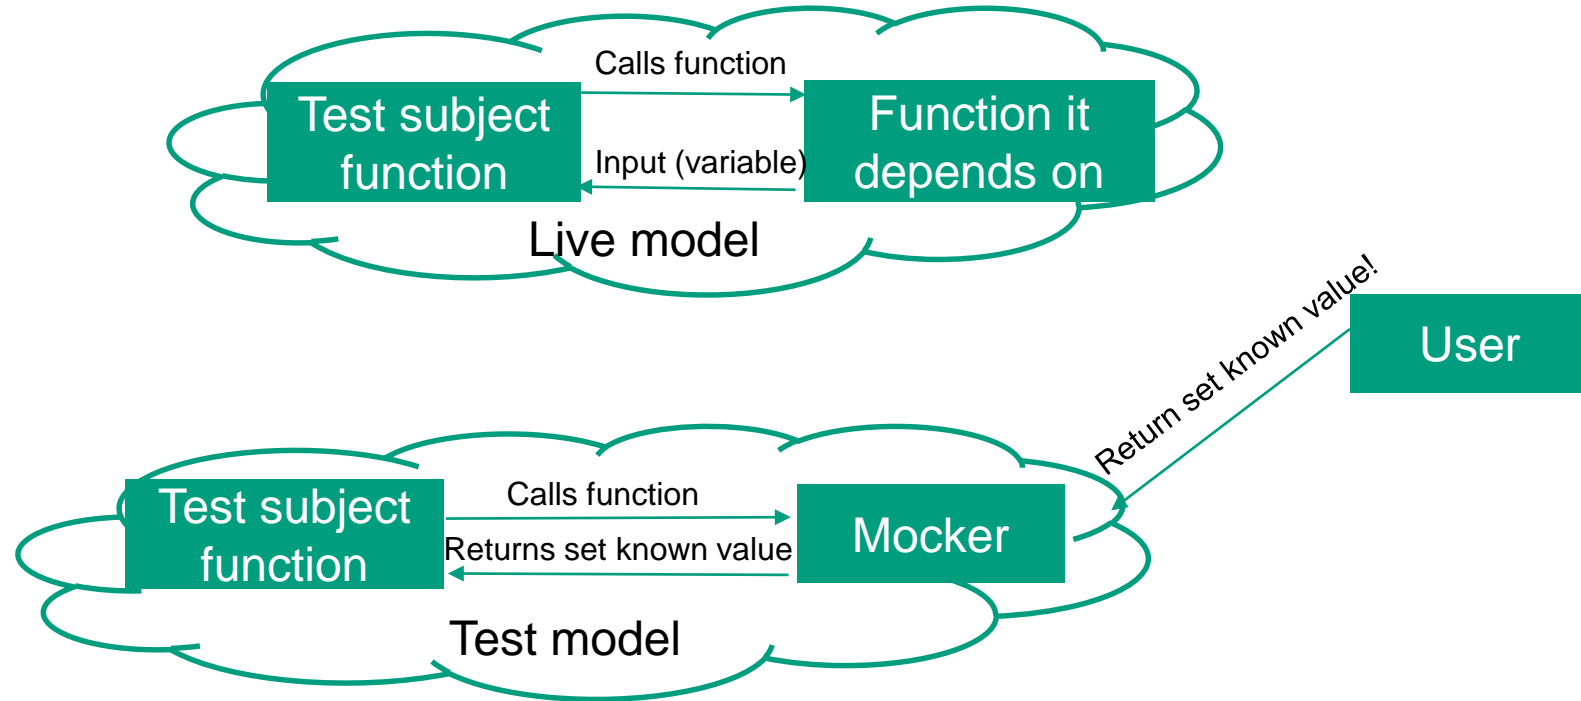 Calls function
Test subject
function
Function it
depends on
Input (variable)
Live model
Return set known value!
User
Calls function
Test subject
function
Mocker
Returns set known value
Test model